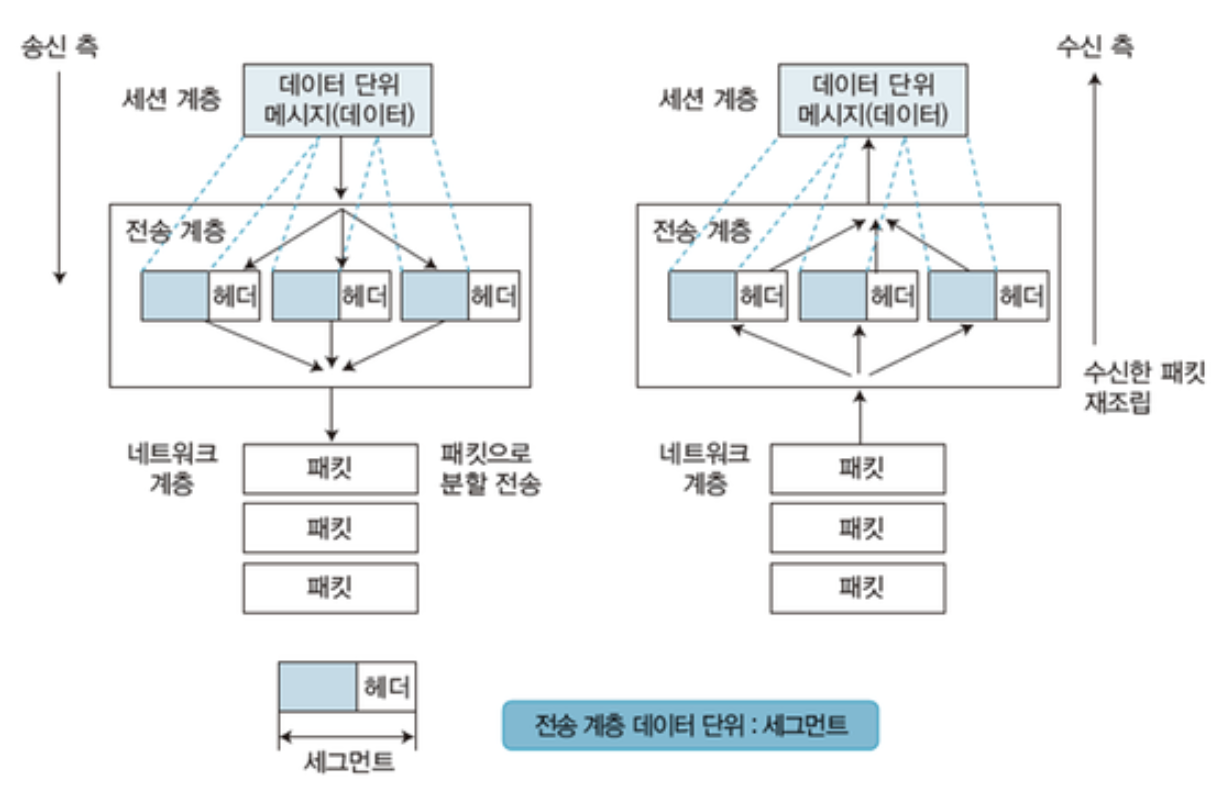 송신 측
수신 측
세션 계층
데이터 단위
메시지(데이터)
세션 계층
데이터 단위
메시지(데이터)
전송 계층
헤더
헤더
헤더
전송 계층
헤더
헤더
헤더
수신한 패킷
재조립
네트워크
계층
패킷
패킷
패킷
패킷으로
분할 전송
네트워크
계층
패킷
패킷
패킷
헤더
세그먼트
전송 계층 데이터 단위 : 세그먼트